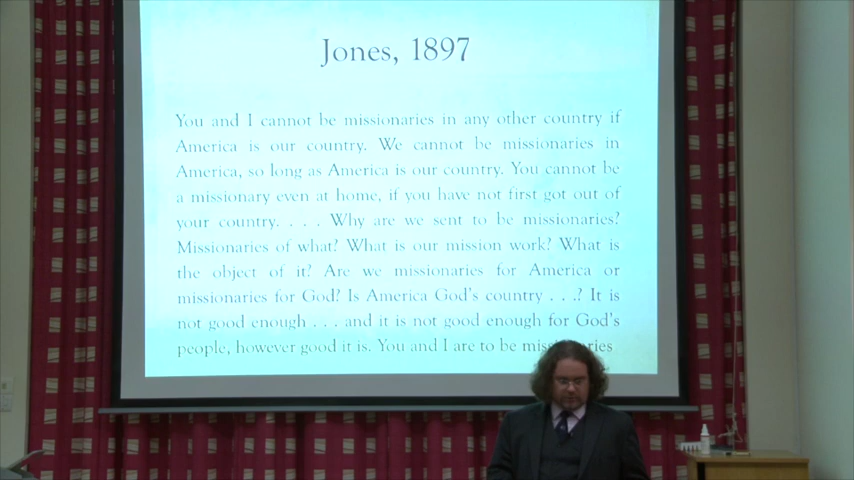 Jones, 1897
You and I cannot be missionaries in any other country if
America is our country. We cannot be missionaries in
America, so long as America is our country. You cannot be
a missionary even at home, if you have not first got out of
your country. . . . Why are we sent to be missionaries?
Missionaries of what? What is our mission work? What is
the object of it? Are we missionaries for America or
missionaries for God? Is America God's country . . .? It is
not good enough . . . and it is not good enough for God's
people, however good it is. You and I are to be missionaries